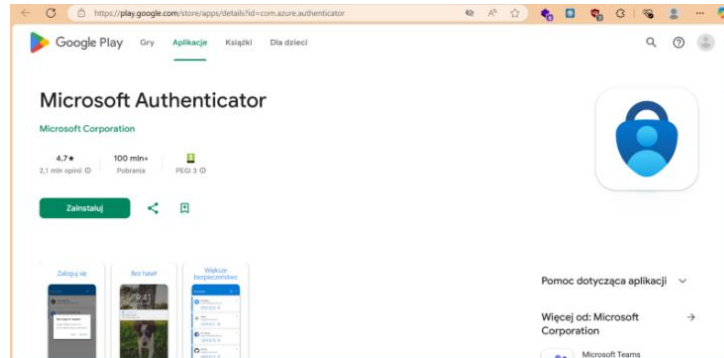 https://play.google.com/store/apps/details?id=com.azure.authenticator
Google Play Gry Aplikacje Książki Dla dzieci
Microsoft Authenticator
Microsoft Corporation
4,7★ 100 mln+
2,1 mln opinii Pobrania PEGI 3
Zainstaluj
Zaloguj się Bez haseł Większe bezpieczeństwo
Pomoc dotycząca aplikacji
Więcej od: Microsoft
Corporation
Microsoft Teams